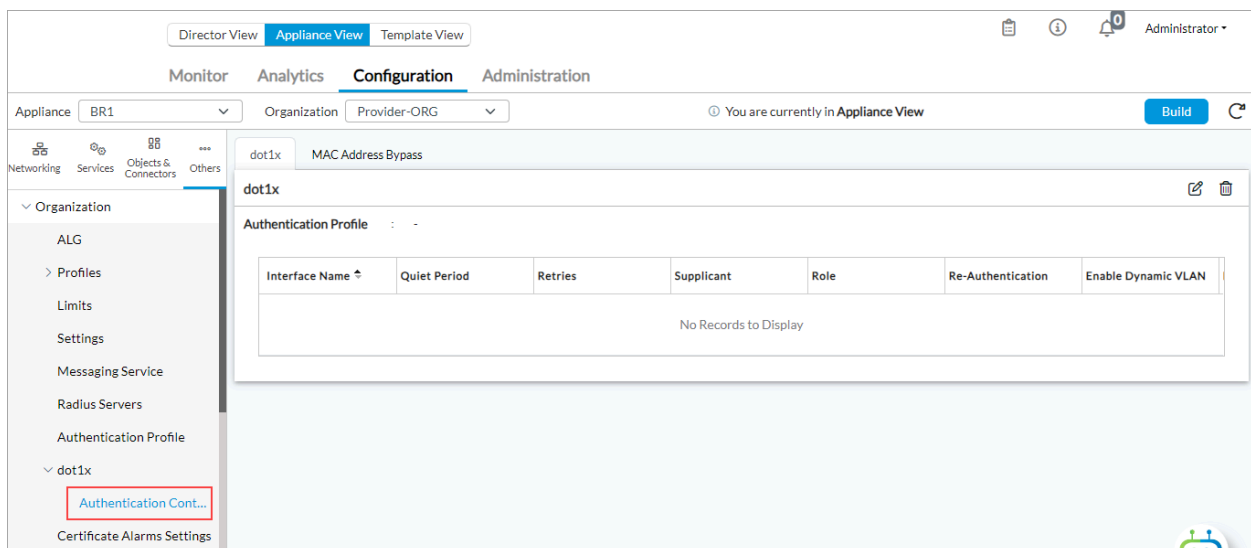 Director View Appliance View Template View 0 Administrator
Monitor Analytics Configuration Administration
Appliance BR1 Organization Provider-ORG You are currently in Appliance View Build
Networking Services Objects & Connectors Others
dot1x MAC Address Bypass
dot1x
Organization
Authentication Profile : -
ALG
Profiles
Interface Name Quiet Period Retries Supplicant Role Re-Authentication Enable Dynamic VLAN
Limits
No Records to Display
Settings
Messaging Service
Radius Servers
Authentication Profile
dot1x
Authentication Cont...
Certificate Alarms Settings